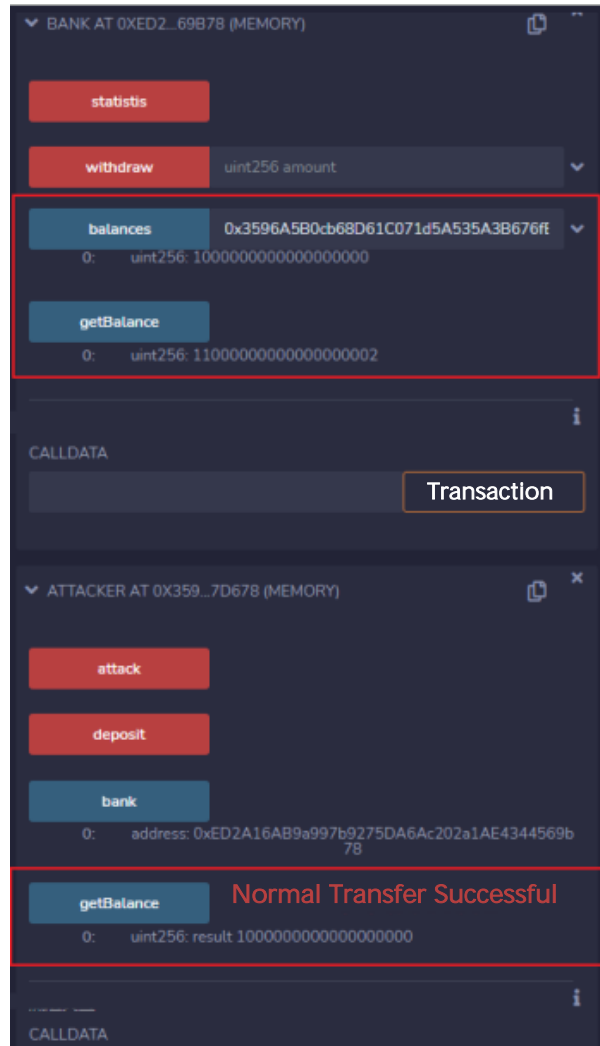 BANK AT 0XED2...69B78 (MEMORY)
statistis
withdraw uint256 amount
balances 0x3596A5B0cb68D61C071d5A535A3B676fE
0: uint256: 1000000000000000000
getBalance
0: uint256: 11000000000000000002
i
CALLDATA
Transaction
ATTACKER AT 0X359...7D678 (MEMORY)
attack
deposit
bank
0: address: 0xED2A16AB9a997b9275DA6Ac202a1AE4344569b
78
getBalance Normal Transfer Successful
0: uint256: result 1000000000000000000
i
CALLDATA